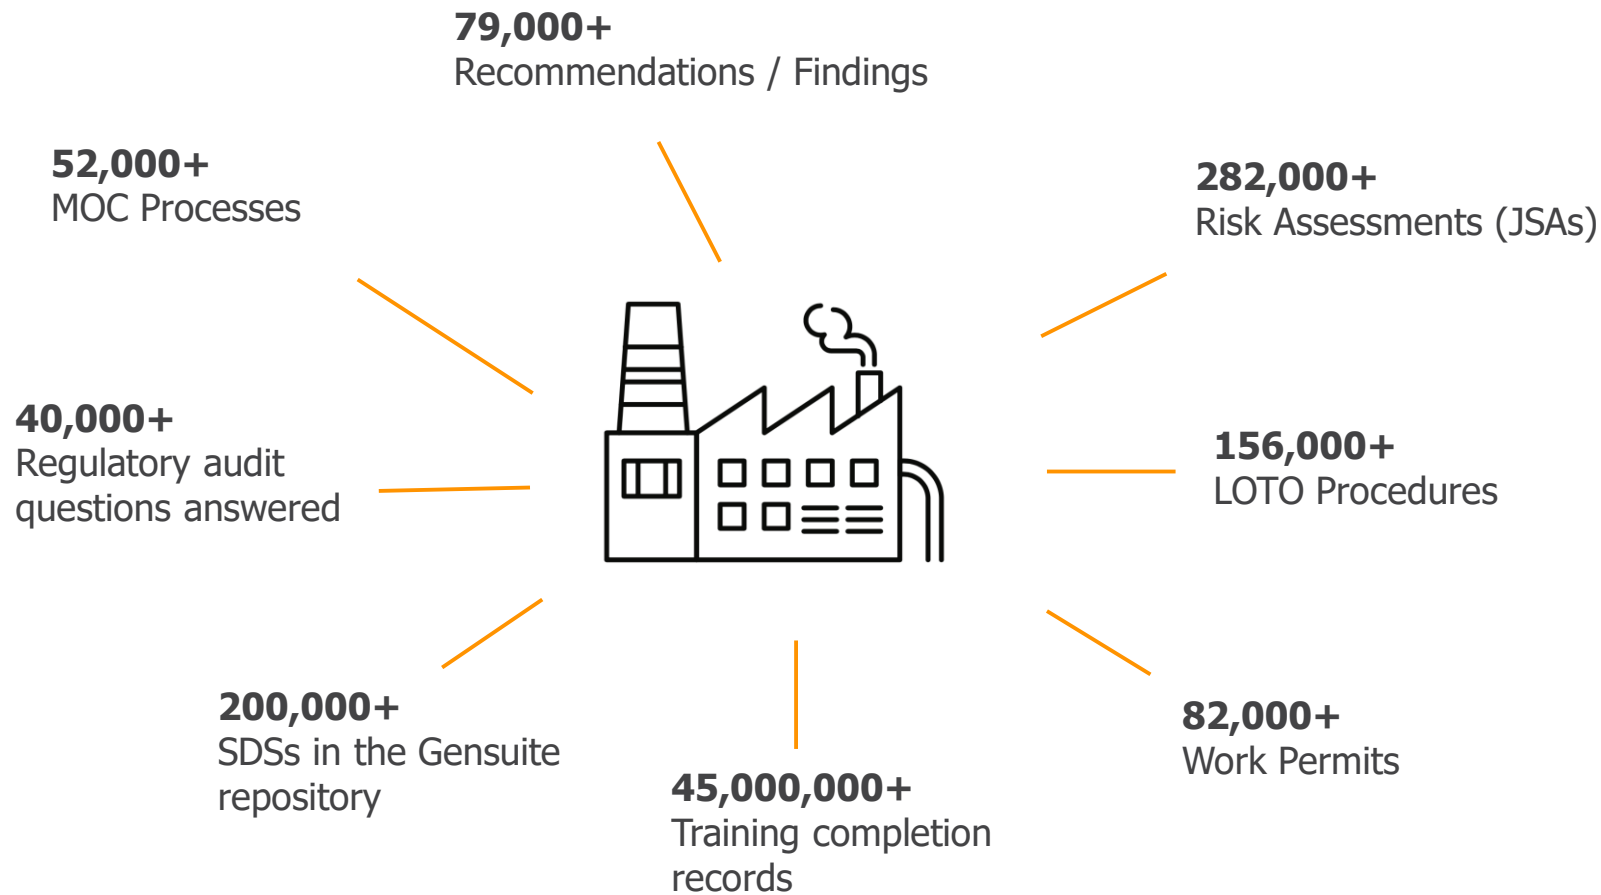 79,000+
Recommendations / Findings
52,000+
MOC Processes
282,000+
Risk Assessments (JSAs)
40,000+
Regulatory audit
questions answered
156,000+
LOTO Procedures
200,000+
SDSs in the Gensuite
repository
82,000+
Work Permits
45,000,000+
Training completion
records